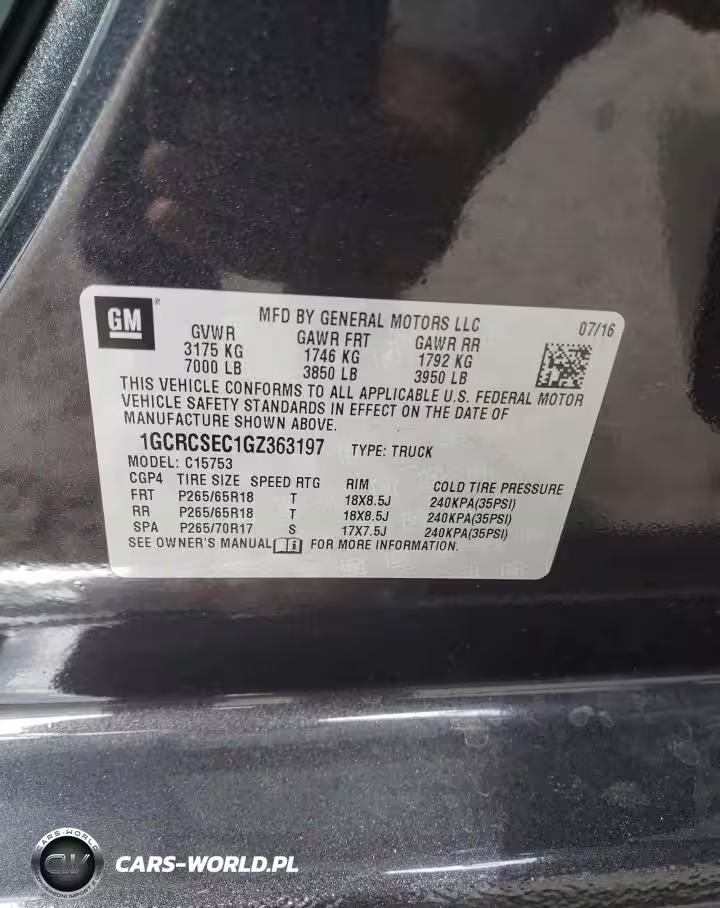 GM ®
MFD BY GENERAL MOTORS LLC 07/16
GVWR GAWR FRT GAWR RR
3175 KG 1746 KG 1792 KG
7000 LB 3850 LB 3950 LB
THIS VEHICLE CONFORMS TO ALL APPLICABLE U.S. FEDERAL MOTOR
VEHICLE SAFETY STANDARDS IN EFFECT ON THE DATE OF
MANUFACTURE SHOWN ABOVE.
1GCRCSEC1GZ363197 TYPE: TRUCK
MODEL: C15753
CGP4 TIRE SIZE SPEED RTG RIM COLD TIRE PRESSURE
FRT P265/65R18 T 18X8.5J 240KPA(35PSI)
RR P265/65R18 T 18X8.5J 240KPA(35PSI)
SPA P265/70R17 S 17X7.5J 240KPA(35PSI)
SEE OWNER'S MANUAL FOR MORE INFORMATION.
CARS-WORLD
CW
CARS-WORLD.PL